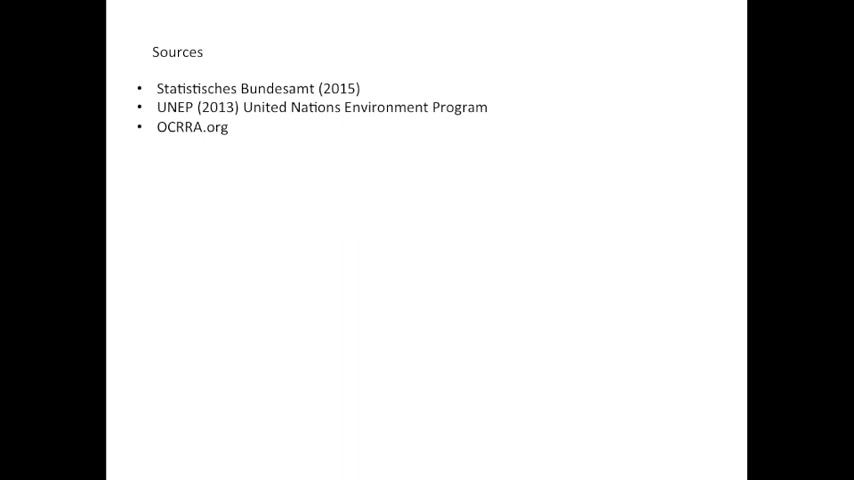 Sources
• Statistisches Bundesamt (2015)
• UNEP (2013) United Nations Environment Program
• OCRRA.org